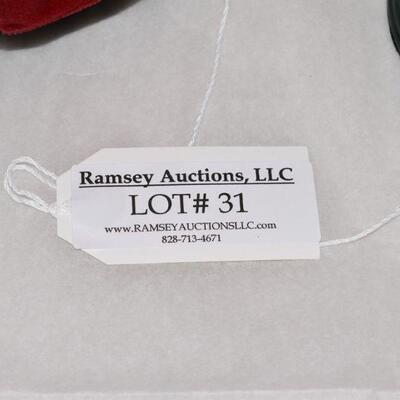 Ramsey Auctions, LLC
LOT# 31
www.RAMSEYAUCTIONSLLC.com
828-713-4671